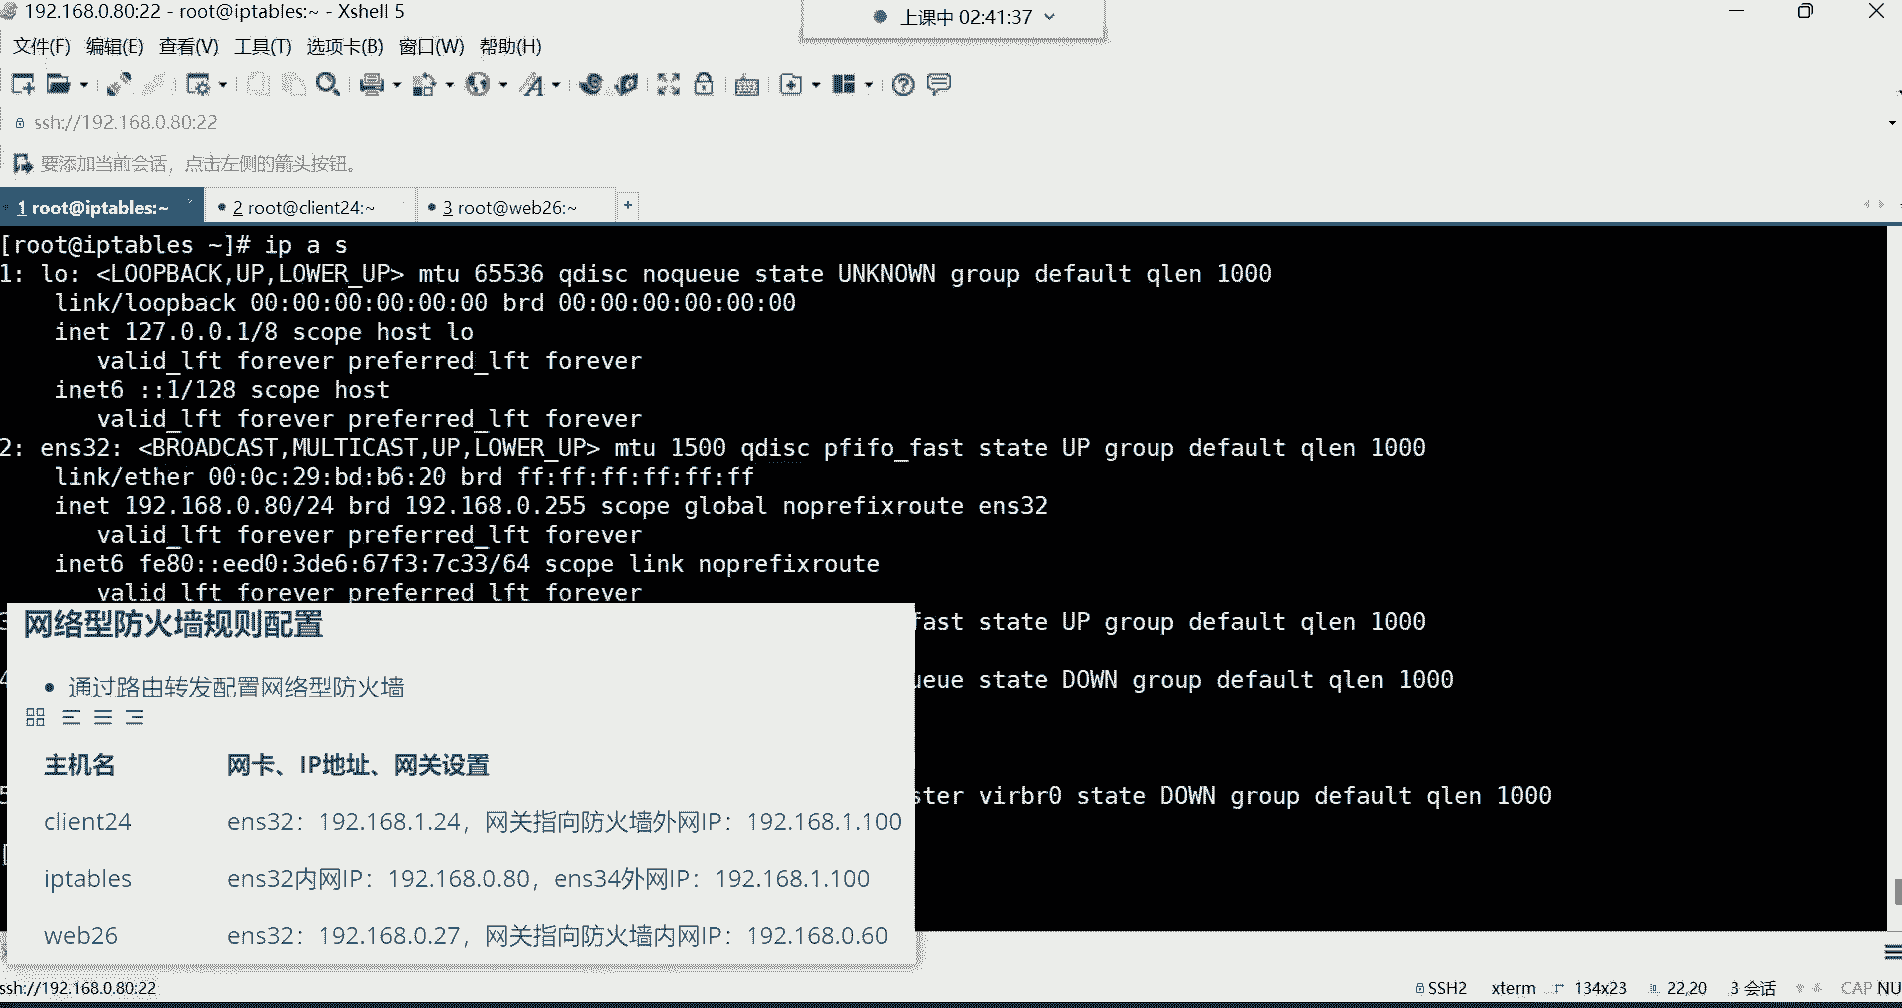 192.168.0.80:22 - root@iptables:~ - Xshell 5
上课中 02:41:37
文件(F) 编辑(E) 查看(V) 工具(T) 选项卡(B) 窗口(W) 帮助(H)
ssh://192.168.0.80:22
要添加当前会话，点击左侧的箭头按钮。
1 root@iptables:~
2 root@client24:~
3 root@web26:~
[root@iptables ~]# ip a s
1: lo: <LOOPBACK,UP,LOWER_UP> mtu 65536 qdisc noqueue state UNKNOWN group default qlen 1000
link/loopback 00:00:00:00:00:00 brd 00:00:00:00:00:00
inet 127.0.0.1/8 scope host lo
valid_lft forever preferred_lft forever
inet6 ::1/128 scope host
valid_lft forever preferred_lft forever
2: ens32: <BROADCAST,MULTICAST,UP,LOWER_UP> mtu 1500 qdisc pfifo_fast state UP group default qlen 1000
link/ether 00:0c:29:bd:b6:20 brd ff:ff:ff:ff:ff:ff
inet 192.168.0.80/24 brd 192.168.0.255 scope global noprefixroute ens32
valid_lft forever preferred_lft forever
inet6 fe80::eed0:3de6:67f3:7c33/64 scope link noprefixroute
valid_lft forever preferred_lft forever
fast state UP group default qlen 1000
ueue state DOWN group default qlen 1000
ster virbr0 state DOWN group default qlen 1000
网络型防火墙规则配置
通过路由转发配置网络型防火墙
主机名 网卡、IP地址、网关设置
client24 ens32：192.168.1.24，网关指向防火墙外网IP：192.168.1.100
iptables ens32内网IP：192.168.0.80，ens34外网IP：192.168.1.100
web26 ens32：192.168.0.27，网关指向防火墙内网IP：192.168.0.60
ssh://192.168.0.80:22
SSH2 xterm 134x23 22,20 3 会话 CAP NU